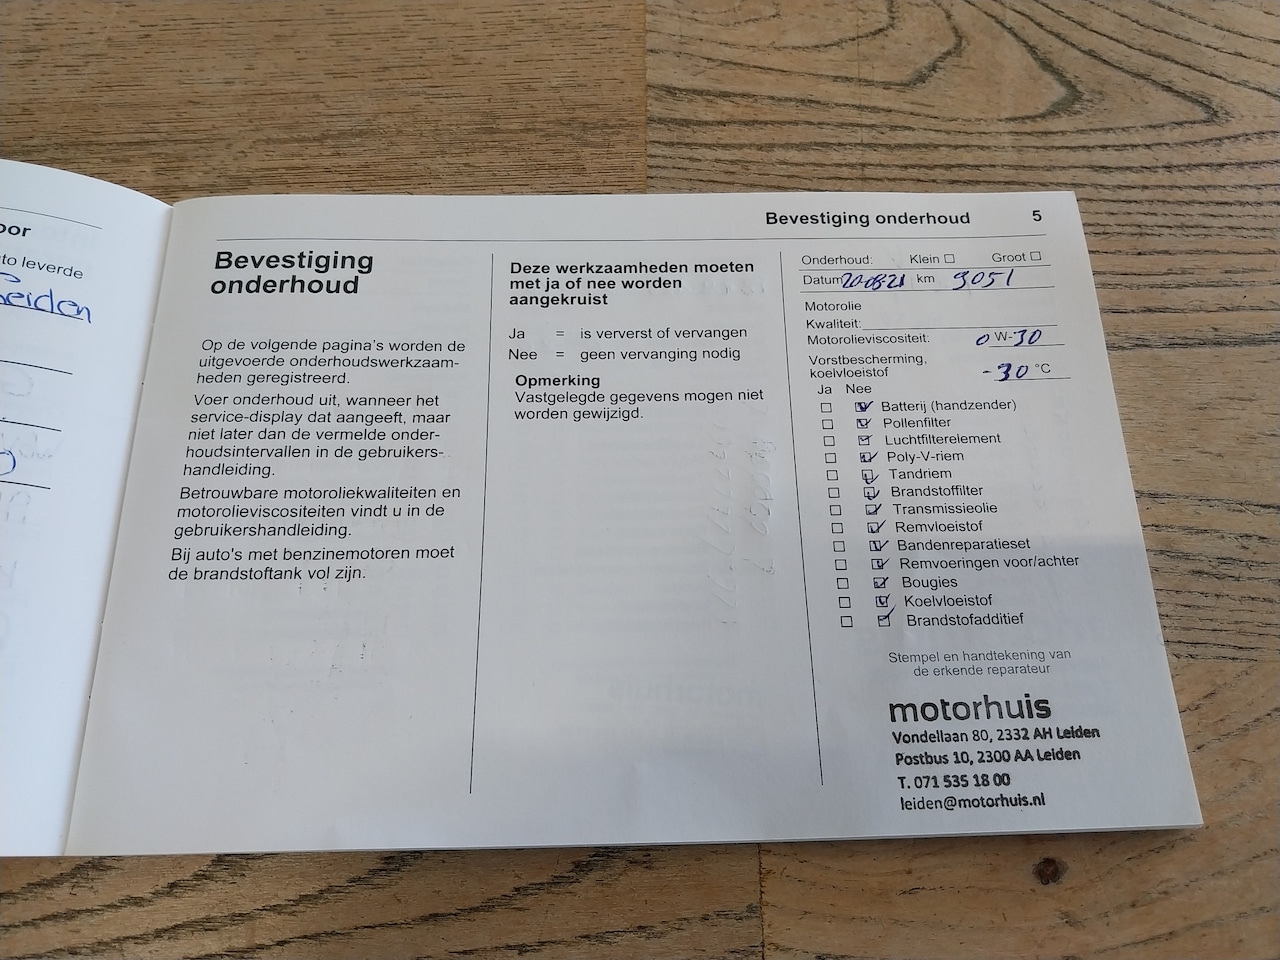 oor
to leverde
Leiden
Bevestiging onderhoud 5
Bevestiging
onderhoud
Op de volgende pagina's worden de
uitgevoerde onderhoudswerkzaam-
heden geregistreerd.
Voer onderhoud uit, wanneer het
service-display dat aangeeft, maar
niet later dan de vermelde onder-
houdsintervallen in de gebruikers-
handleiding.
Betrouwbare motoroliekwaliteiten en
motorolieviscositeiten vindt u in de
gebruikershandleiding.
Bij auto's met benzinemotoren moet
de brandstoftank vol zijn.
Deze werkzaamheden moeten
met ja of nee worden
aangekruist
Ja = is ververst of vervangen
Nee = geen vervanging nodig
Opmerking
Vastgelegde gegevens mogen niet
worden gewijzigd.
Onderhoud: Klein ☐ Groot ☐
Datum 20-08-21 km 9051
Motorolie
Kwaliteit:
Motorolieviscositeit: 0 W-30
Vorstbescherming,
koelvloeistof -30 °C
Ja Nee
☐ ☑ Batterij (handzender)
☐ ☑ Pollenfilter
☐ ☑ Luchtfilterelement
☐ ☑ Poly-V-riem
☐ ☑ Tandriem
☐ ☑ Brandstoffilter
☐ ☑ Transmissieolie
☐ ☑ Remvloeistof
☐ ☑ Bandenreparatieset
☐ ☑ Remvoeringen voor/achter
☐ ☑ Bougies
☐ ☑ Koelvloeistof
☐ ☑ Brandstofadditief
Stempel en handtekening van
de erkende reparateur
motorhuis
Vondellaan 80, 2332 AH Leiden
Postbus 10, 2300 AA Leiden
T. 071 535 18 00
leiden@motorhuis.nl